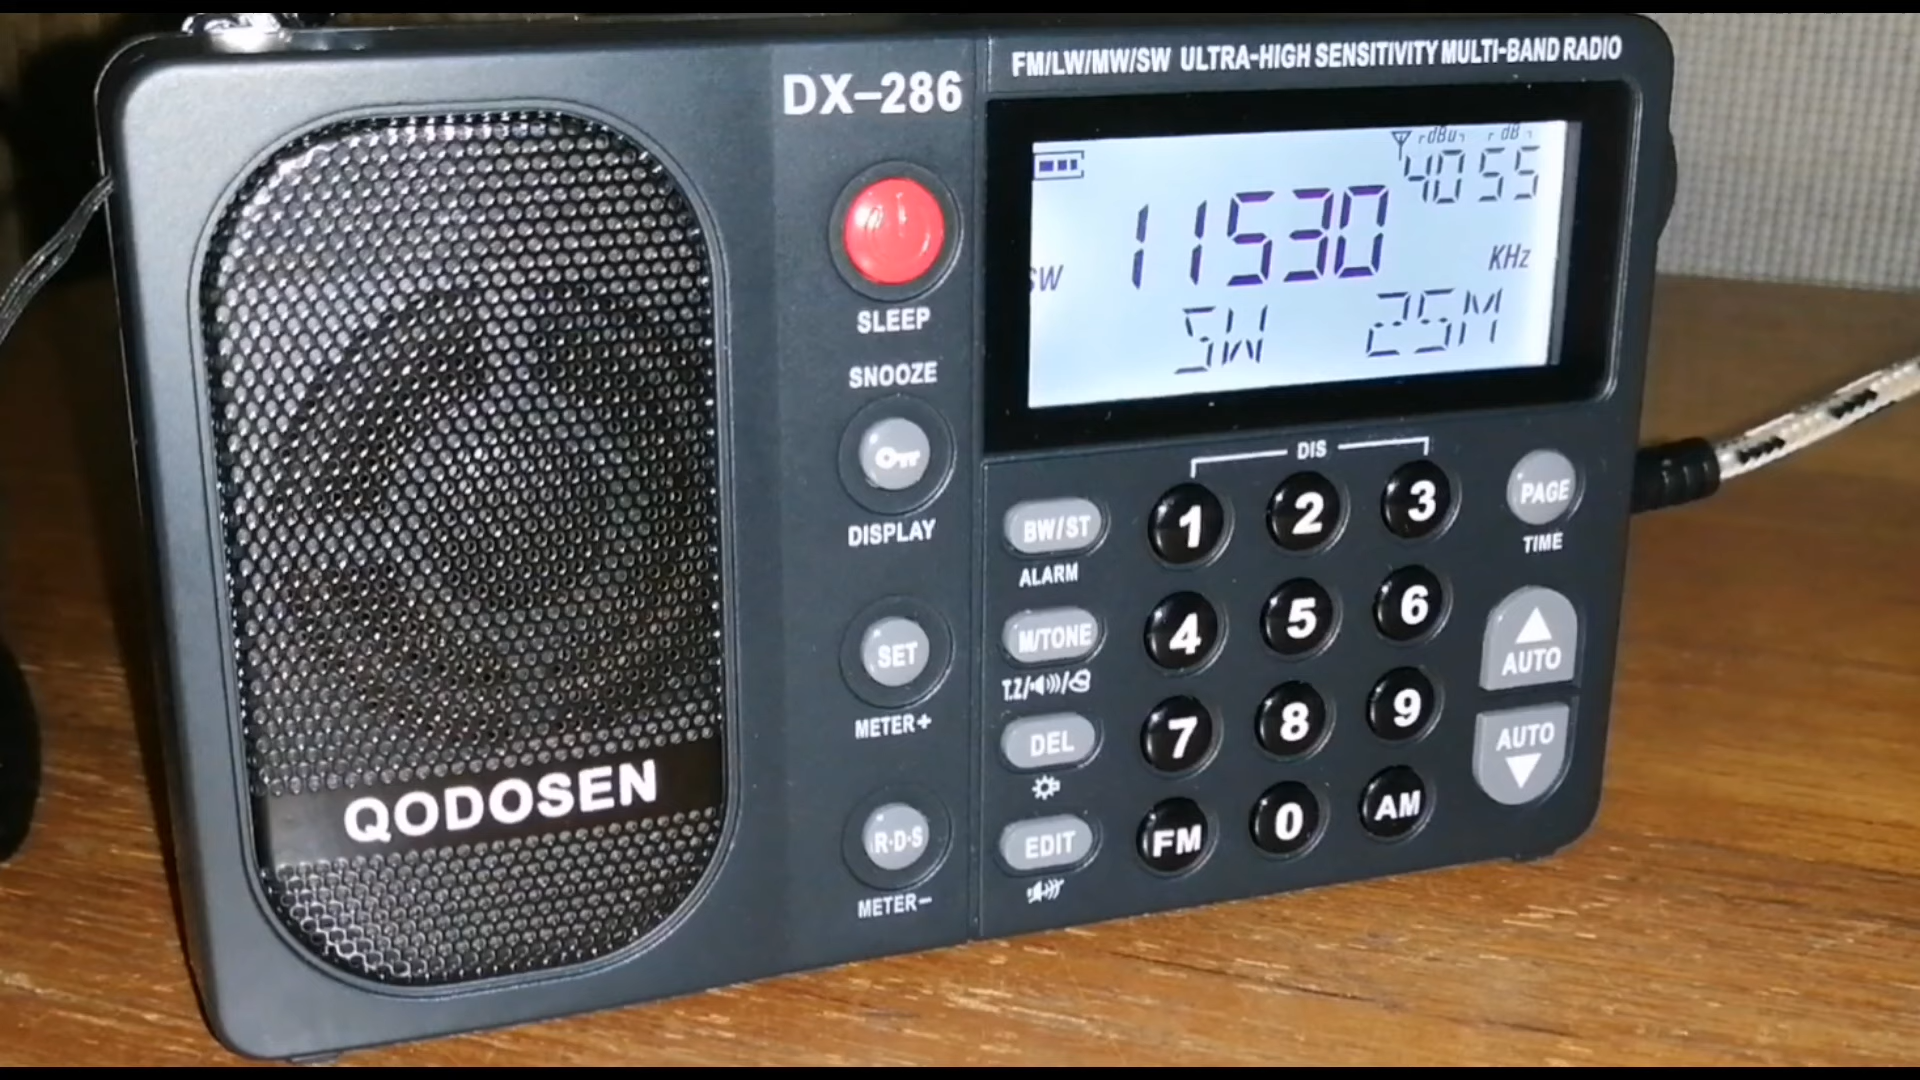 FM/LW/MW/SW ULTRA-HIGH SENSITIVITY MULTI-BAND RADIO
DX-286
dBu dB
40 55
11530
SW
KHz
SW 25M
SLEEP
SNOOZE
DISPLAY
SET
METER+
R·D·S
METER-
QODOSEN
DIS
BW/ST
ALARM
M/TONE
T.Z/
DEL
EDIT
1 2 3
4 5 6
7 8 9
FM 0 AM
PAGE
TIME
AUTO
AUTO